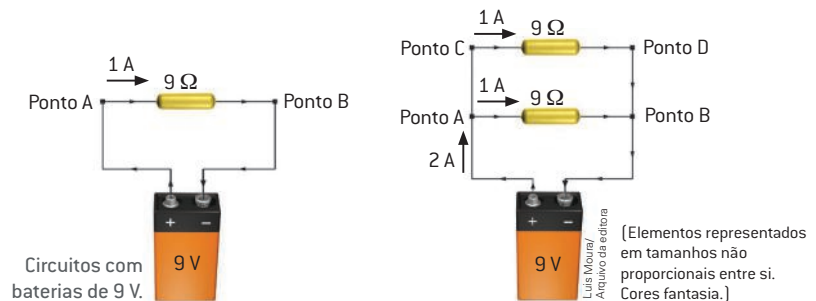 1 A
9 Ω
Ponto A
Ponto B
+ –
9 V
Circuitos com
baterias de 9 V.
1 A
9 Ω
Ponto C
Ponto D
1 A
9 Ω
Ponto A
Ponto B
2 A
+ –
9 V
Luis Moura/
Arquivo da editora
(Elementos representados
em tamanhos não
proporcionais entre si.
Cores fantasia.)